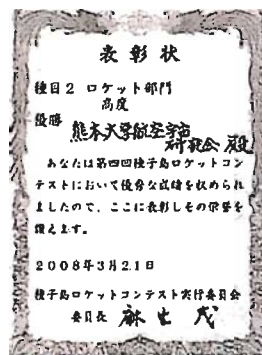 表彰状
種目2 ロケット部門
高度
優勝
熊本大学航空宇宙
研究会 殿
あなたは第四回種子島ロケットコン
テストにおいて優秀な成績を収められ
ましたので、ここに表彰しその栄誉を
讃えます。
2008年3月21日
種子島ロケットコンテスト実行委員会
委員長 麻生 茂